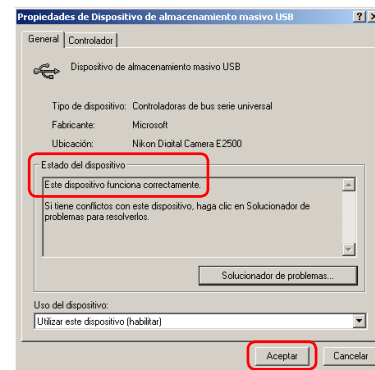 Propiedades de Dispositivo de almacenamiento masivo USB
General Controlador
Dispositivo de almacenamiento masivo USB
Tipo de dispositivo: Controladoras de bus serie universal
Fabricante: Microsoft
Ubicación: Nikon Digital Camera E2500
Estado del dispositivo
Este dispositivo funciona correctamente.
Si tiene conflictos con este dispositivo, haga clic en Solucionador de
problemas para resolverlos.
Solucionador de problemas...
Uso del dispositivo:
Utilizar este dispositivo (habilitar)
Aceptar Cancelar